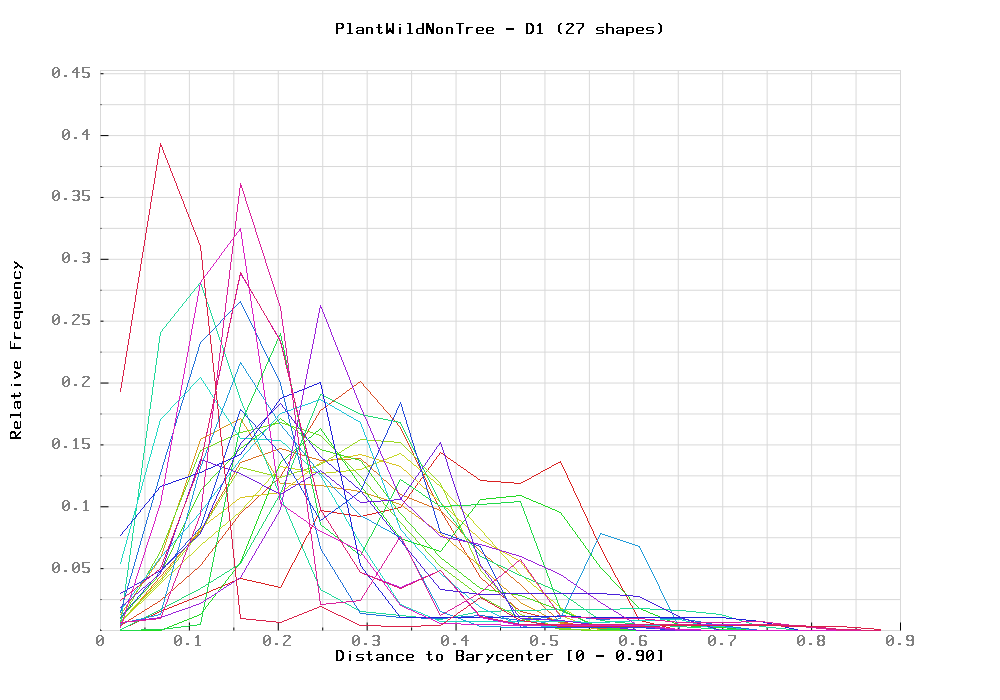 PlantWildNonTree - D1 (27 shapes)
0.45
0.4
0.35
0.3
0.25
0.2
0.15
0.1
0.05
Relative Frequency
0 0.1 0.2 0.3 0.4 0.5 0.6 0.7 0.8 0.9
Distance to Barycenter [0 - 0.90]